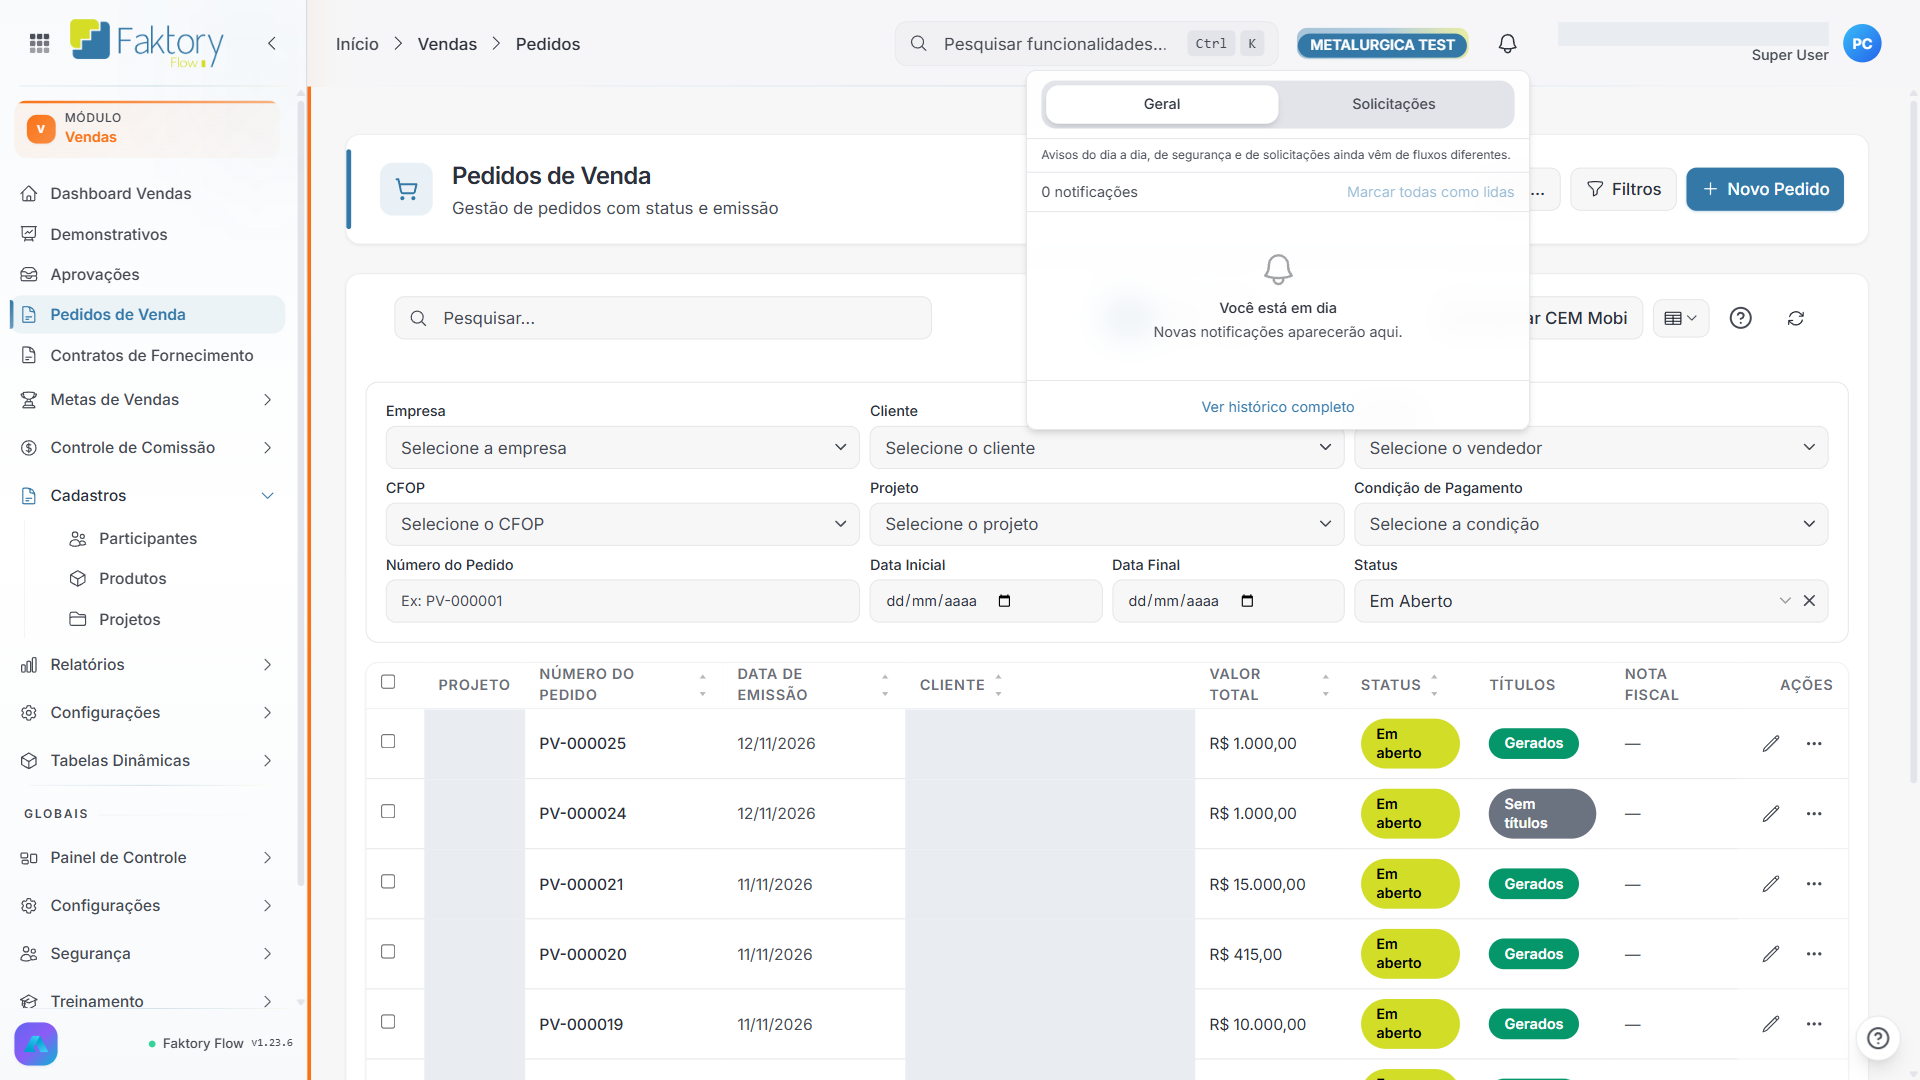 Faktory
Flow
Início
Vendas
Pedidos
Pesquisar funcionalidades...
Ctrl
K
METALURGICA TEST
Super User
PC
MÓDULO
V
Vendas
Dashboard Vendas
Demonstrativos
Aprovações
Pedidos de Venda
Contratos de Fornecimento
Metas de Vendas
Controle de Comissão
Cadastros
Participantes
Produtos
Projetos
Relatórios
Configurações
Tabelas Dinâmicas
GLOBAIS
Painel de Controle
Configurações
Segurança
Treinamento
Faktory Flow v1.23.6
Pedidos de Venda
Gestão de pedidos com status e emissão
...
Filtros
Novo Pedido
Geral
Solicitações
Avisos do dia a dia, de segurança e de solicitações ainda vêm de fluxos diferentes.
0 notificações
Marcar todas como lidas
Você está em dia
Novas notificações aparecerão aqui.
Ver histórico completo
Pesquisar...
ar CEM Mobi
Empresa
Cliente
Selecione a empresa
Selecione o cliente
Selecione o vendedor
CFOP
Projeto
Condição de Pagamento
Selecione o CFOP
Selecione o projeto
Selecione a condição
Número do Pedido
Data Inicial
Data Final
Status
Ex: PV-000001
dd/mm/aaaa
dd/mm/aaaa
Em Aberto
PROJETO
NÚMERO DO PEDIDO
DATA DE EMISSÃO
CLIENTE
VALOR TOTAL
STATUS
TÍTULOS
NOTA FISCAL
AÇÕES
PV-000025 12/11/2026 R$ 1.000,00 Em aberto Gerados —
PV-000024 12/11/2026 R$ 1.000,00 Em aberto Sem títulos —
PV-000021 11/11/2026 R$ 15.000,00 Em aberto Gerados —
PV-000020 11/11/2026 R$ 415,00 Em aberto Gerados —
PV-000019 11/11/2026 R$ 10.000,00 Em aberto Gerados —